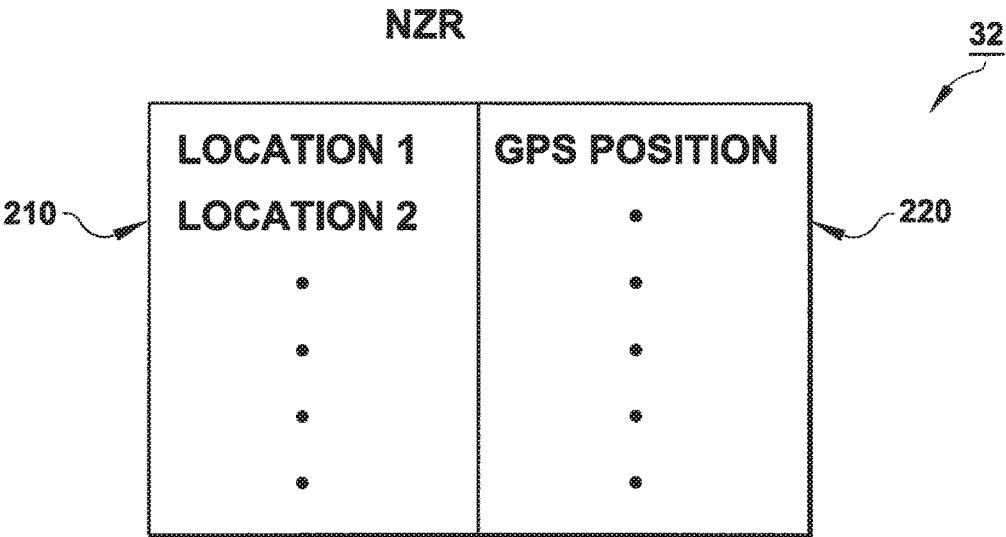 NZR
32
LOCATION 1 GPS POSITION
210 LOCATION 2 220